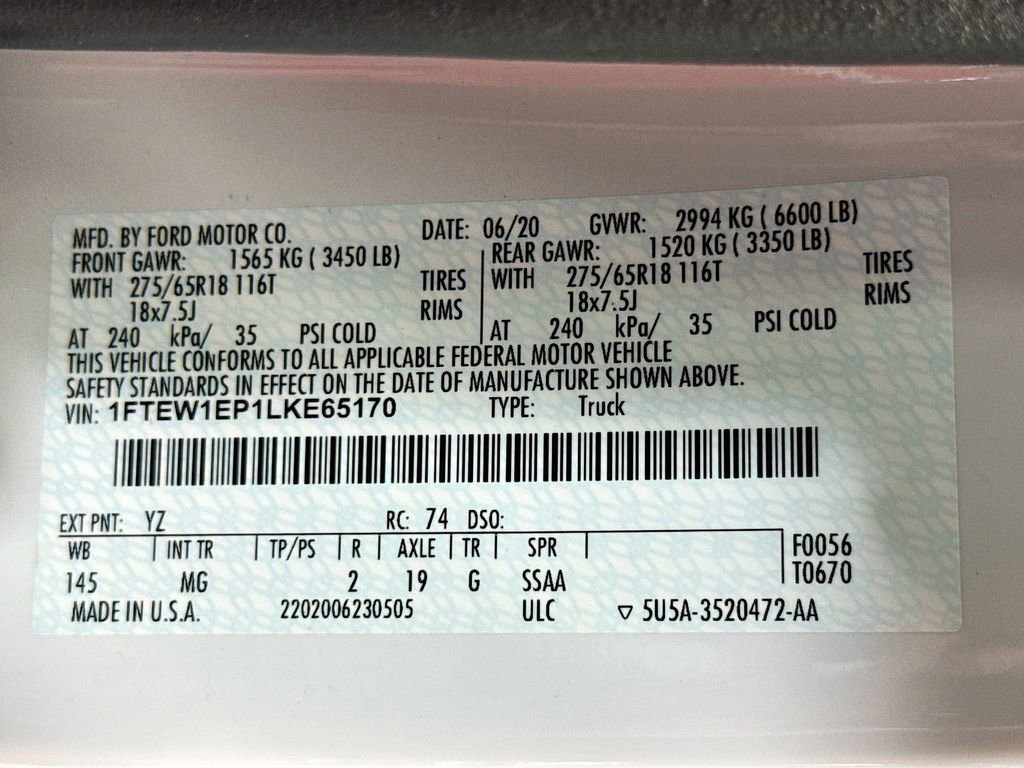 MFD. BY FORD MOTOR CO. DATE: 06/20 GVWR: 2994 KG ( 6600 LB)
FRONT GAWR: 1565 KG ( 3450 LB) REAR GAWR: 1520 KG ( 3350 LB)
WITH 275/65R18 116T TIRES WITH 275/65R18 116T TIRES
18x7.5J RIMS 18x7.5J RIMS
AT 240 kPa/ 35 PSI COLD AT 240 kPa/ 35 PSI COLD
THIS VEHICLE CONFORMS TO ALL APPLICABLE FEDERAL MOTOR VEHICLE
SAFETY STANDARDS IN EFFECT ON THE DATE OF MANUFACTURE SHOWN ABOVE.
VIN: 1FTEW1EP1LKE65170 TYPE: Truck
EXT PNT: YZ RC: 74 DSO:
WB INT TR TP/PS R AXLE TR SPR F0056
145 MG 2 19 G SSAA T0670
MADE IN U.S.A. 2202006230505 ULC ▽ 5U5A-3520472-AA